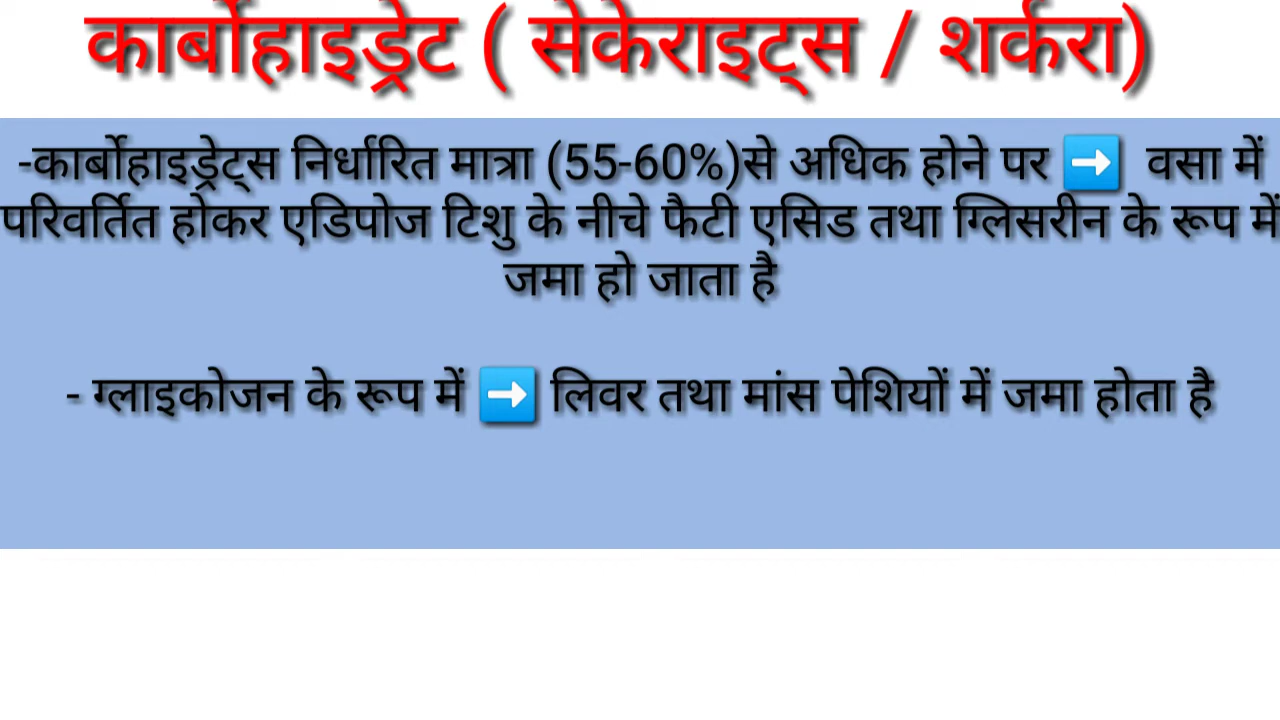 कार्बोहाइड्रेट ( सेकेराइट्स / शर्करा)
-कार्बोहाइड्रेट्स निर्धारित मात्रा (55-60%)से अधिक होने पर ➡️ वसा में
परिवर्तित होकर एडिपोज टिशु के नीचे फैटी एसिड तथा ग्लिसरीन के रूप में
जमा हो जाता है
- ग्लाइकोजन के रूप में ➡️ लिवर तथा मांस पेशियों में जमा होता है